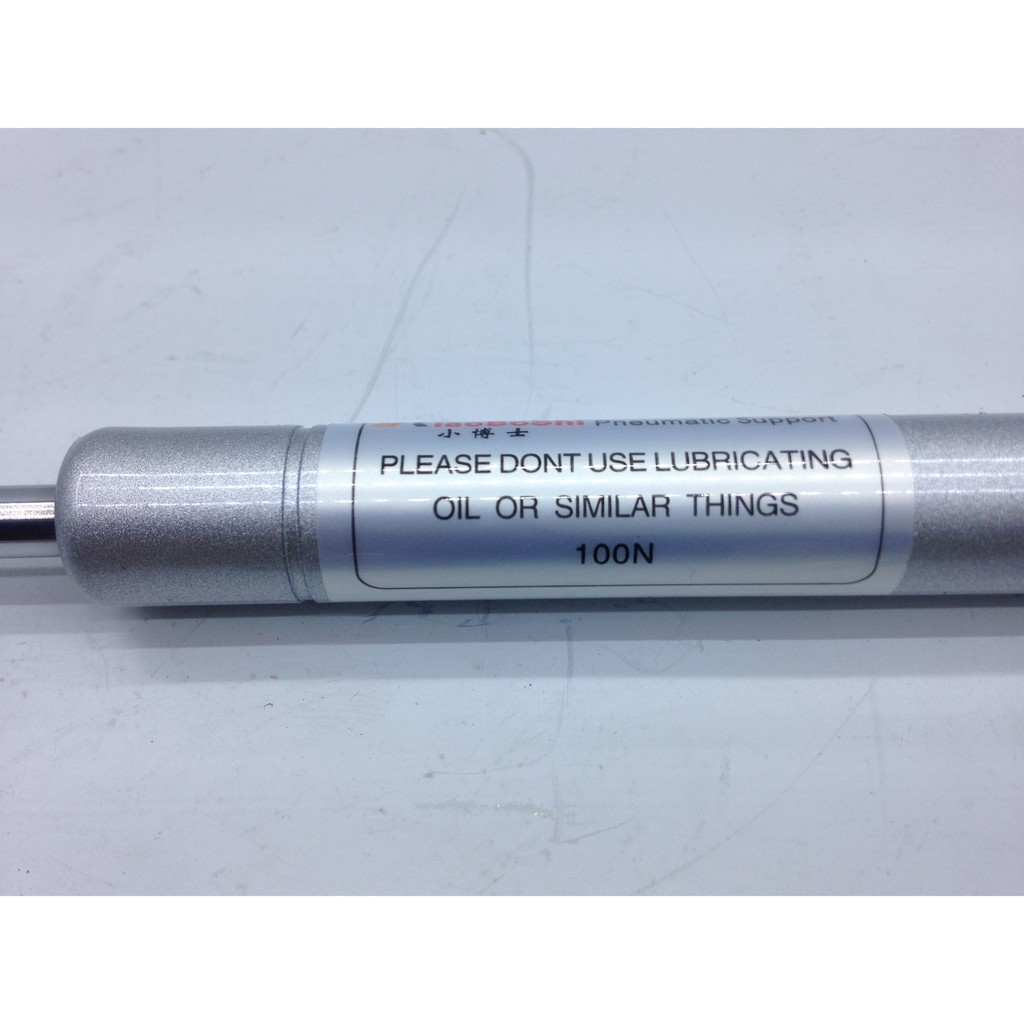 Pneumatic Support
小博士
PLEASE DONT USE LUBRICATING
OIL OR SIMILAR THINGS
100N